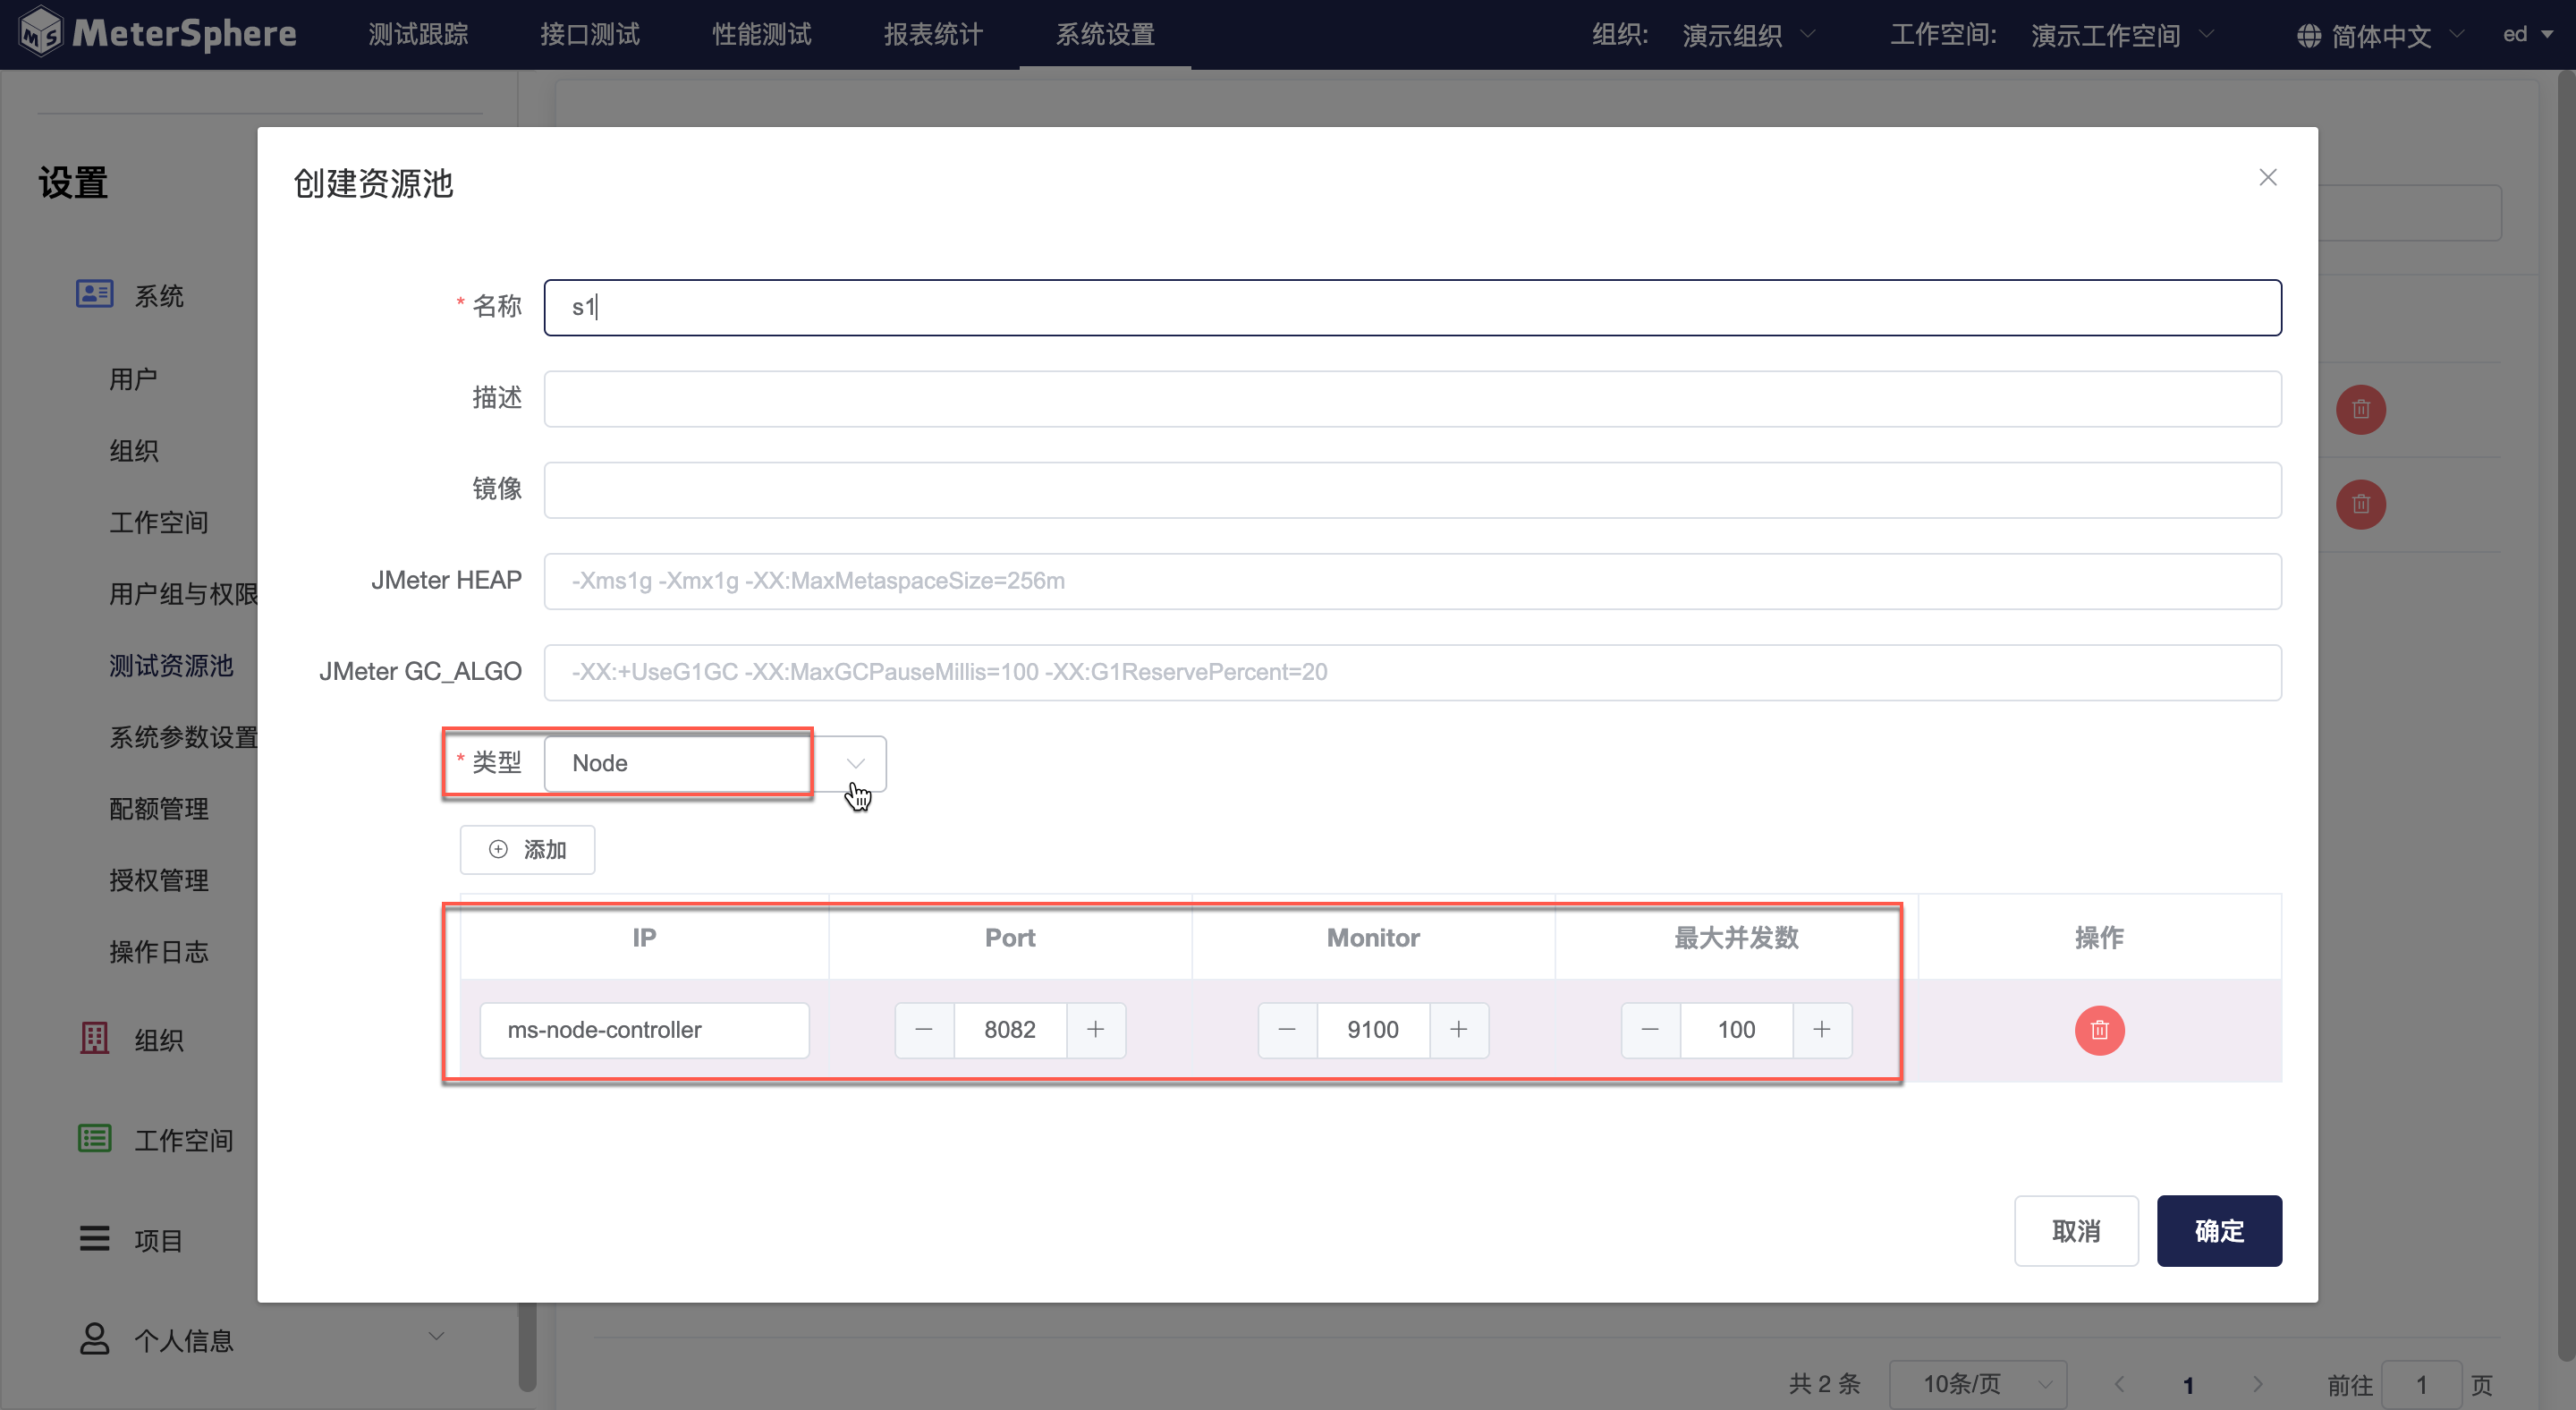 MeterSphere 测试跟踪 接口测试 性能测试 报表统计 系统设置 组织: 演示组织 工作空间: 演示工作空间 简体中文 ed
设置
系统
用户
组织
工作空间
用户组与权限
测试资源池
系统参数设置
配额管理
授权管理
操作日志
组织
工作空间
项目
个人信息
创建资源池
* 名称 s1
描述
镜像
JMeter HEAP -Xms1g -Xmx1g -XX:MaxMetaspaceSize=256m
JMeter GC_ALGO -XX:+UseG1GC -XX:MaxGCPauseMillis=100 -XX:G1ReservePercent=20
* 类型 Node
添加
IP Port Monitor 最大并发数 操作
ms-node-controller 8082 9100 100
取消 确定
共 2 条 10条/页 1 前往 1 页